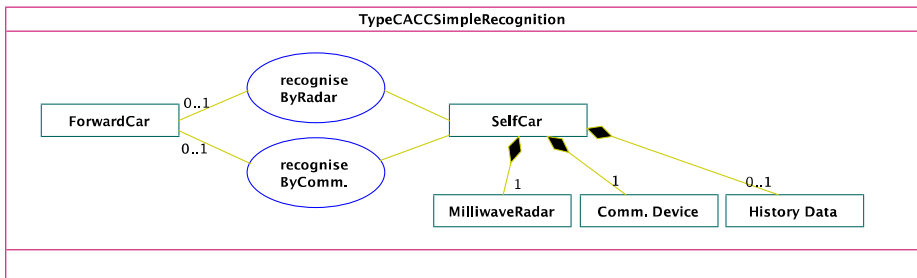 TypeCACCSimpleRecognition
recognise
ByRadar
0..1
ForwardCar
SelfCar
0..1
recognise
ByComm.
1
1
0..1
MilliwaveRadar
Comm. Device
History Data